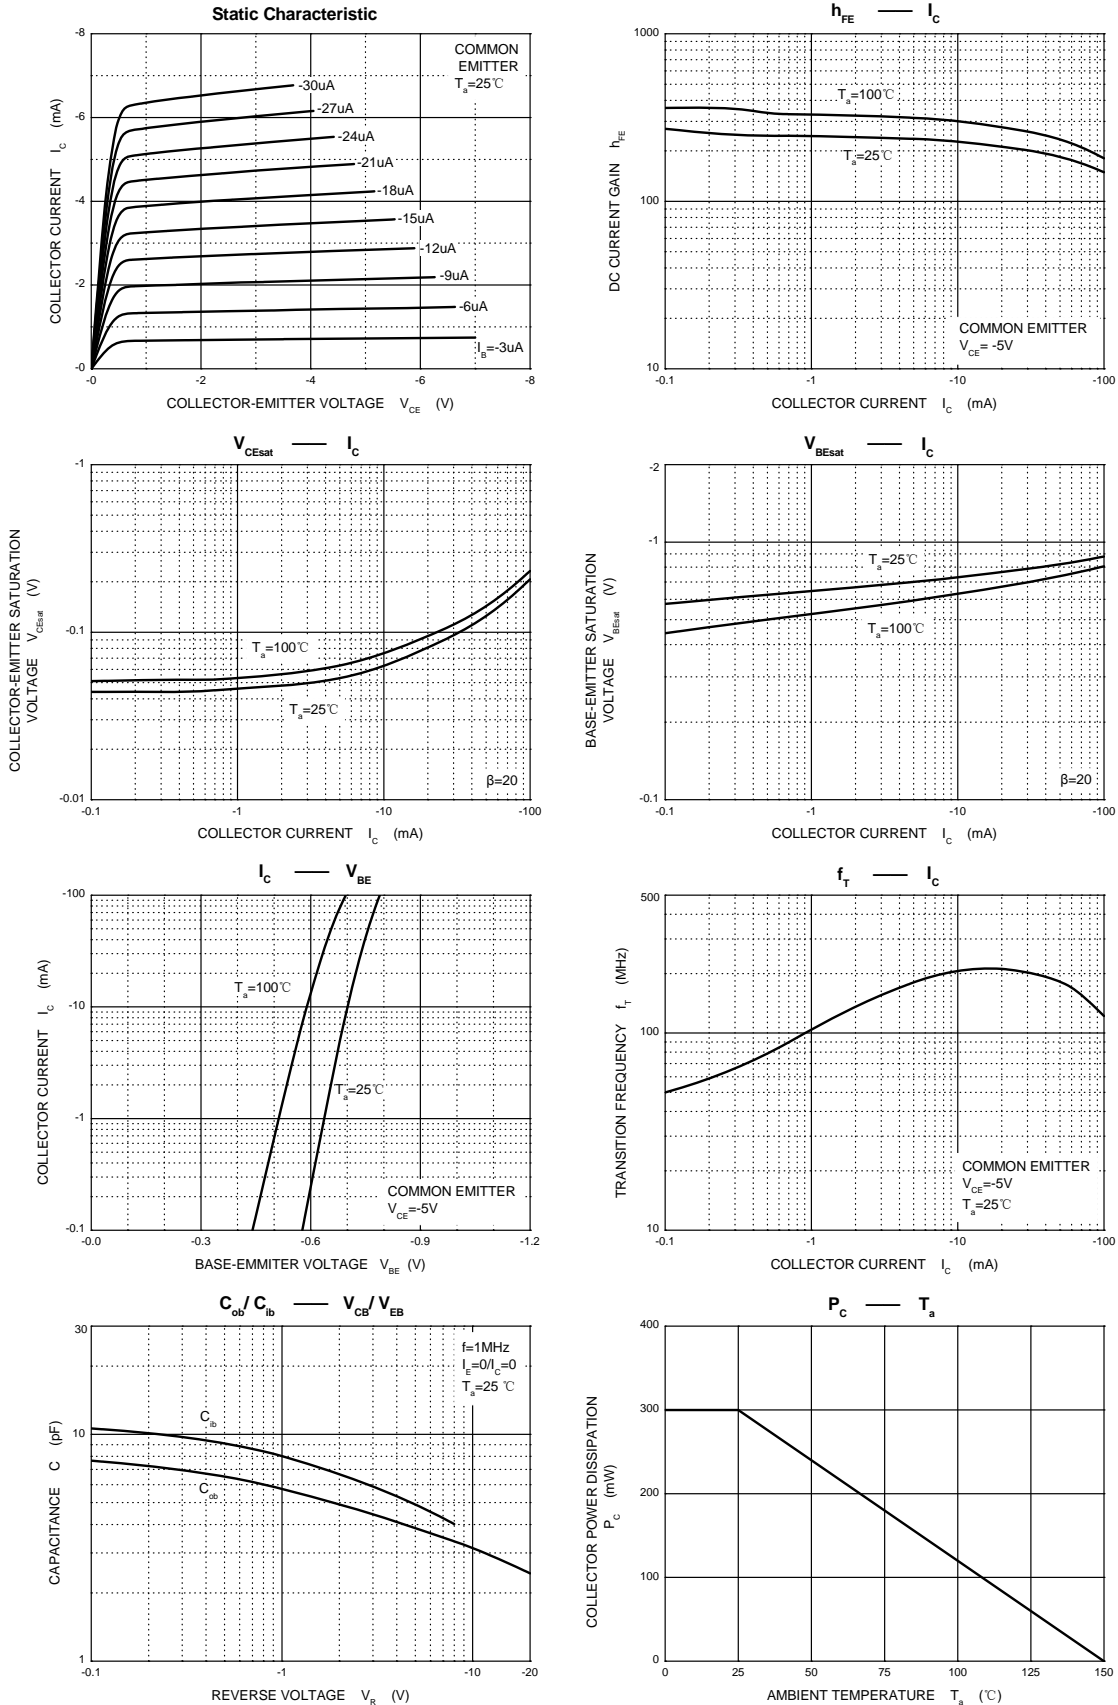 Static Characteristic
COLLECTOR CURRENT I_C (mA)
-8
-6
-4
-2
-0
COMMON
EMITTER
T_a=25℃
-30uA
-27uA
-24uA
-21uA
-18uA
-15uA
-12uA
-9uA
-6uA
I_B=-3uA
-0 -2 -4 -6 -8
COLLECTOR-EMITTER VOLTAGE V_CE (V)
h_FE — I_C
DC CURRENT GAIN h_FE
1000
100
10
T_a=100℃
T_a=25℃
COMMON EMITTER
V_CE= -5V
-0.1 -1 -10 -100
COLLECTOR CURRENT I_C (mA)
V_CEsat — I_C
COLLECTOR-EMITTER SATURATION
VOLTAGE V_CEsat (V)
-1
-0.1
-0.01
T_a=100℃
T_a=25℃
β=20
-0.1 -1 -10 -100
COLLECTOR CURRENT I_C (mA)
V_BEsat — I_C
BASE-EMITTER SATURATION
VOLTAGE V_BEsat (V)
-2
-1
-0.1
T_a=25℃
T_a=100℃
β=20
-0.1 -1 -10 -100
COLLECTOR CURRENT I_C (mA)
I_C — V_BE
COLLECTOR CURRENT I_C (mA)
-100
-10
-1
-0.1
T_a=100℃
T_a=25℃
COMMON EMITTER
V_CE=-5V
-0.0 -0.3 -0.6 -0.9 -1.2
BASE-EMMITER VOLTAGE V_BE (V)
f_T — I_C
TRANSITION FREQUENCY f_T (MHz)
500
100
10
COMMON EMITTER
V_CE=-5V
T_a=25℃
-0.1 -1 -10 -100
COLLECTOR CURRENT I_C (mA)
C_ob/ C_ib — V_CB/ V_EB
CAPACITANCE C (pF)
30
10
1
f=1MHz
I_E=0/I_C=0
T_a=25 ℃
C_ib
C_ob
-0.1 -1 -10 -20
REVERSE VOLTAGE V_R (V)
P_C — T_a
COLLECTOR POWER DISSIPATION
P_C (mW)
400
300
200
100
0
0 25 50 75 100 125 150
AMBIENT TEMPERATURE T_a (℃)